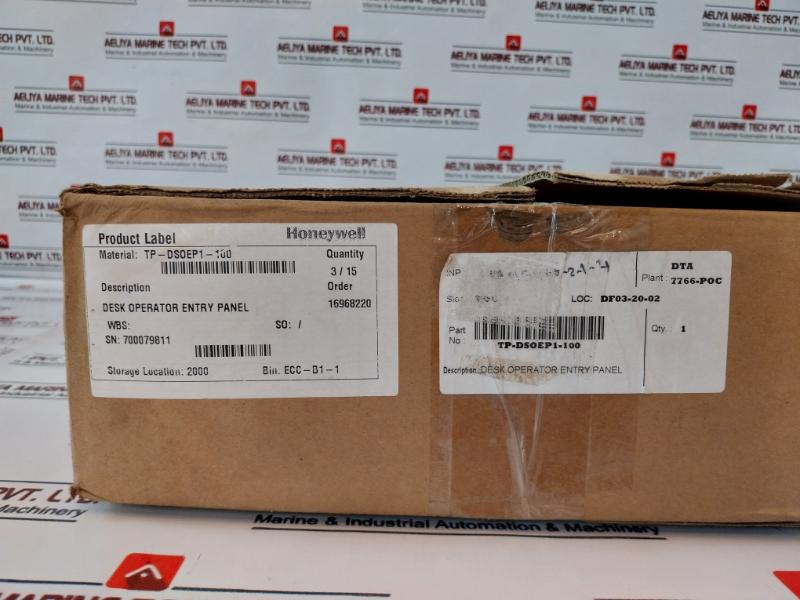 AELIYA MARINE TECH PVT. LTD.
Marine & Industrial Automation & Machinery
Product Label
Honeywell
Material: TP-DSOEP1-100
Quantity
3 / 15
Description
Order
DESK OPERATOR ENTRY PANEL
16968220
WBS:
SO: /
SN: 700079811
Storage Location: 2000
Bin: ECC-B1-1
DTA
Plant: 7766-POC
LOC: DF03-20-02
Part No:
TP-DSOEP1-100
Qty.: 1
Description: DESK OPERATOR ENTRY PANEL
PVT. LTD.
Marine & Industrial Automation & Machinery